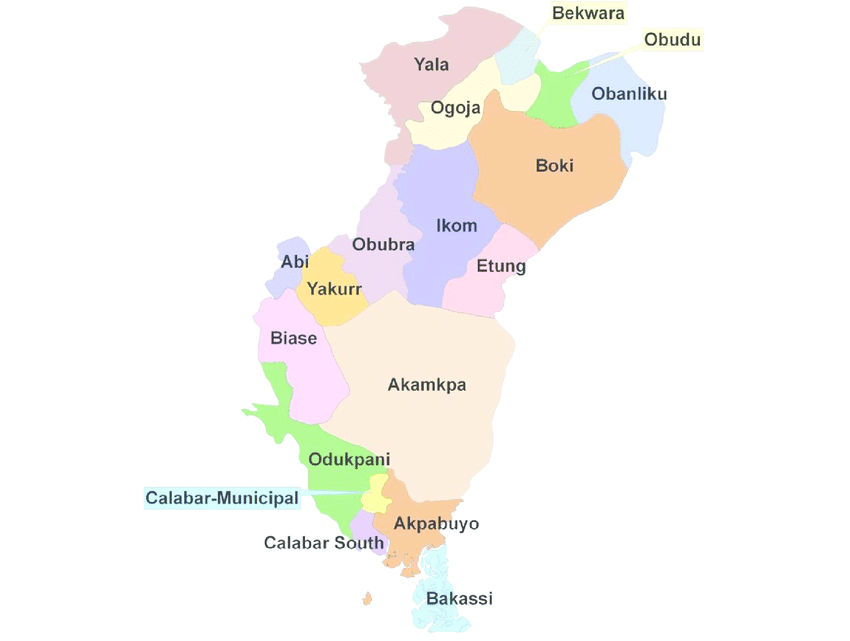 Bekwara
Obudu
Yala
Obanliku
Ogoja
Boki
Ikom
Obubra
Abi
Etung
Yakurr
Biase
Akamkpa
Odukpani
Calabar-Municipal
Akpabuyo
Calabar South
Bakassi